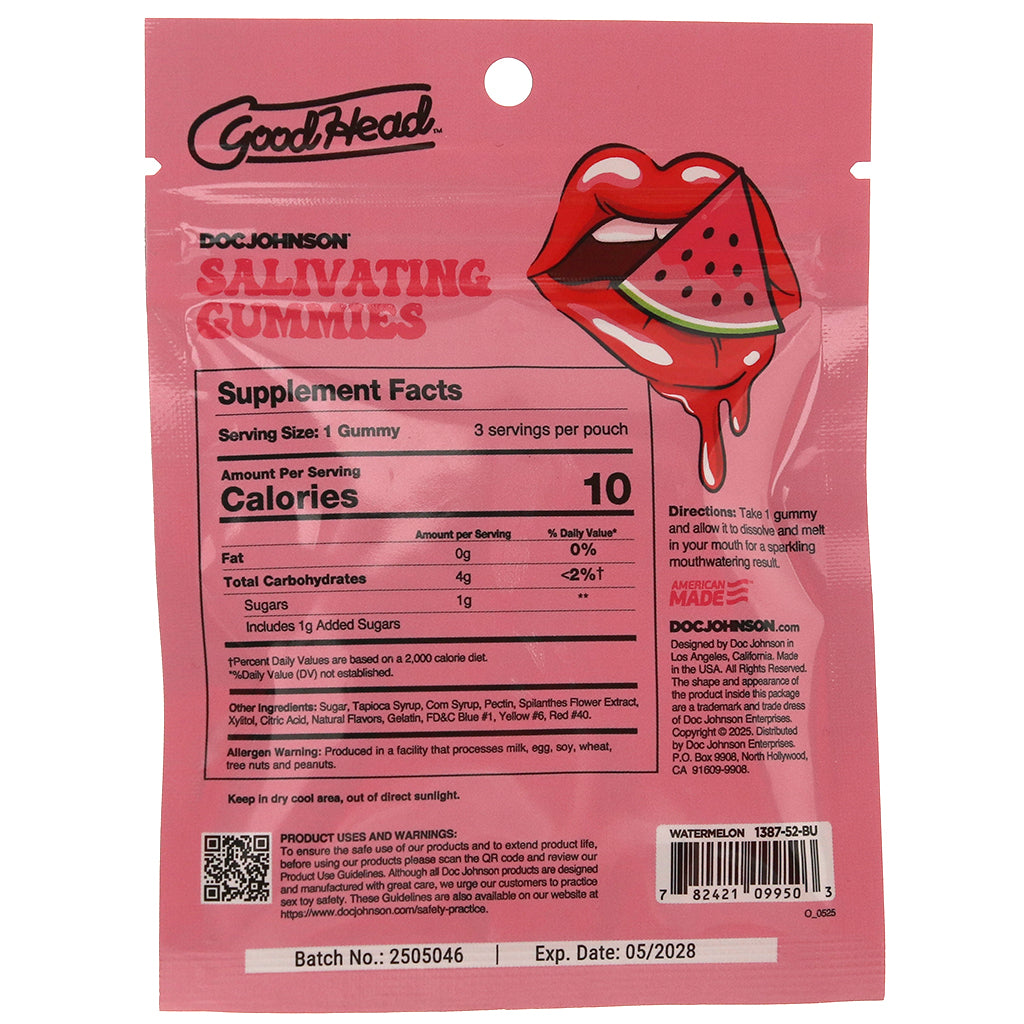 GoodHead™
DOC JOHNSON®
SALIVATING
GUMMIES
Supplement Facts
Serving Size: 1 Gummy 3 servings per pouch
Amount Per Serving
Calories 10
Amount per Serving % Daily Value*
Fat 0g 0%
Total Carbohydrates 4g <2%†
Sugars 1g **
Includes 1g Added Sugars
†Percent Daily Values are based on a 2,000 calorie diet.
*%Daily Value (DV) not established.
Other Ingredients: Sugar, Tapioca Syrup, Corn Syrup, Pectin, Spilanthes Flower Extract,
Xylitol, Citric Acid, Natural Flavors, Gelatin, FD&C Blue #1, Yellow #6, Red #40.
Allergen Warning: Produced in a facility that processes milk, egg, soy, wheat,
tree nuts and peanuts.
Keep in dry cool area, out of direct sunlight.
Directions: Take 1 gummy
and allow it to dissolve and melt
in your mouth for a sparkling
mouthwatering result.
AMERICAN
MADE
DOCJOHNSON.com
Designed by Doc Johnson in
Los Angeles, California. Made
in the USA. All Rights Reserved.
The shape and appearance of
the product inside this package
are a trademark and trade dress
of Doc Johnson Enterprises.
Copyright © 2025. Distributed
by Doc Johnson Enterprises.
P.O. Box 9908, North Hollywood,
CA 91609-9908.
PRODUCT USES AND WARNINGS:
To ensure the safe use of our products and to extend product life,
before using our products please scan the QR code and review our
Product Use Guidelines. Although all Doc Johnson products are designed
and manufactured with great care, we urge our customers to practice
sex toy safety. These Guidelines are also available on our website at
https://www.docjohnson.com/safety-practice.
WATERMELON 1387-52-BU
7 82421 09950 3
O_0525
Batch No.: 2505046 | Exp. Date: 05/2028